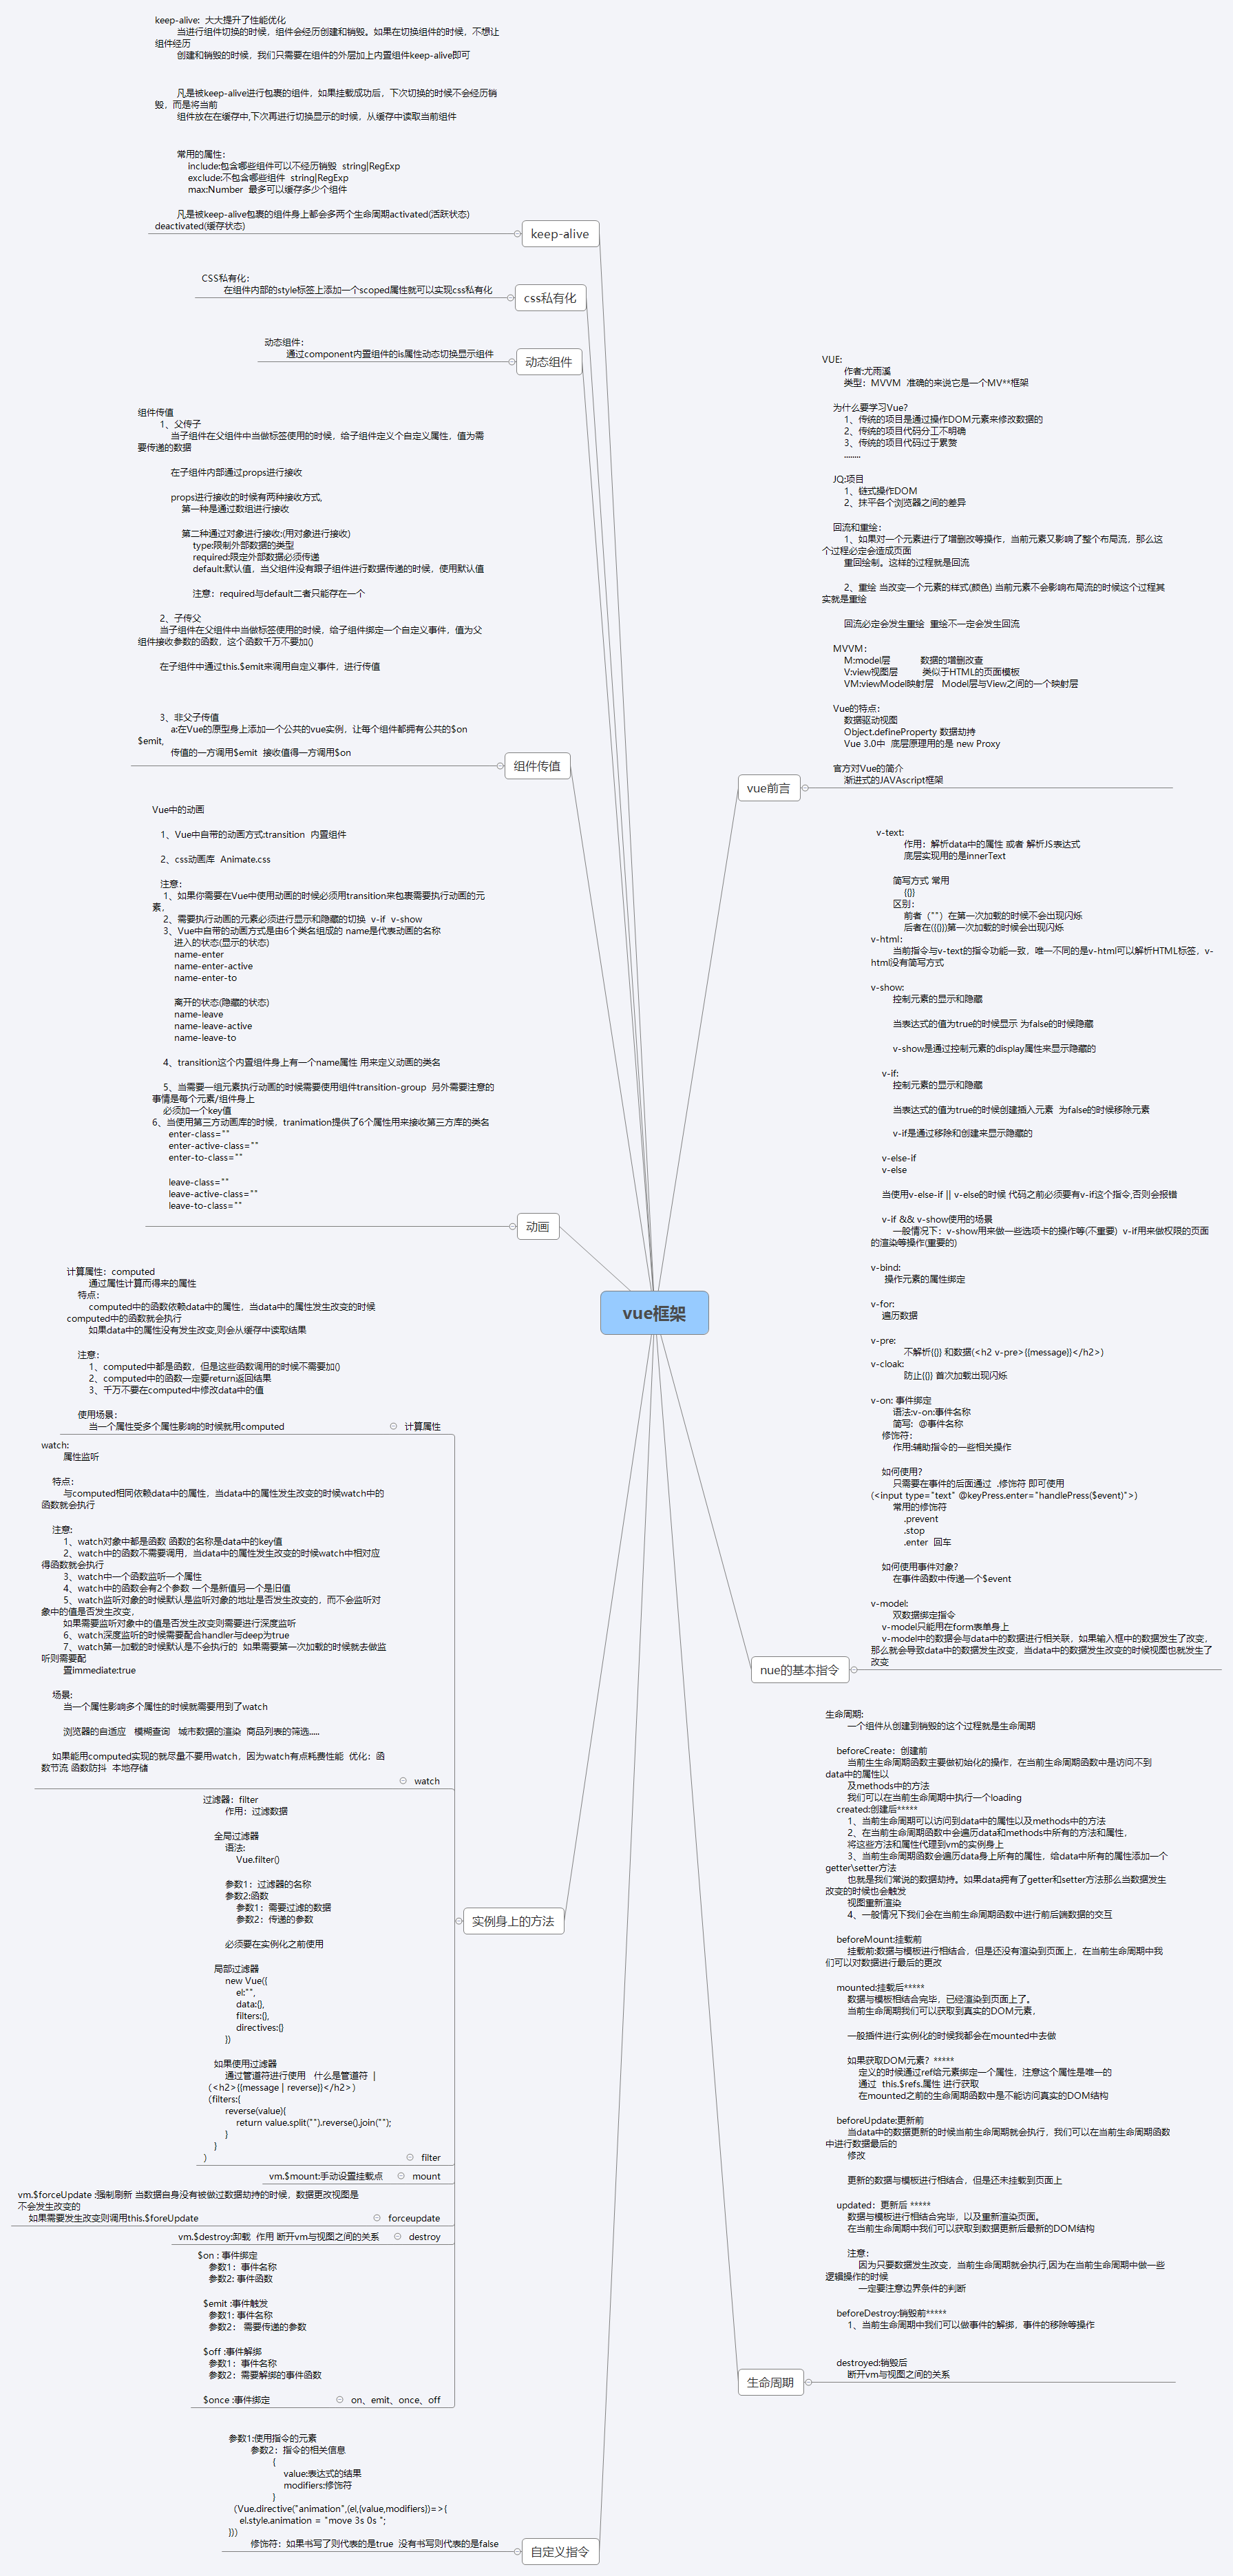 vue框架
vue前言
VUE:
作者:尤雨溪
类型：MVVM  准确的来说它是一个MV**框架
为什么要学习Vue?
1、传统的项目是通过操作DOM元素来修改数据的
2、传统的项目代码分工不明确
3、传统的项目代码过于累赘
........
JQ:项目
1、链式操作DOM
2、抹平各个浏览器之间的差异
回流和重绘：
1、如果对一个元素进行了增删改等操作，当前元素又影响了整个布局流，那么这
个过程必定会造成页面
重回绘制。这样的过程就是回流
2、重绘 当改变一个元素的样式(颜色) 当前元素不会影响布局流的时候这个过程其
实就是重绘
回流必定会发生重绘  重绘不一定会发生回流
MVVM：
M:model层           数据的增删改查
V:view视图层         类似于HTML的页面模板
VM:viewModel映射层   Model层与View之间的一个映射层
Vue的特点：
数据驱动视图
Object.defineProperty 数据劫持
Vue 3.0中  底层原理用的是 new Proxy
官方对Vue的简介
渐进式的JAVAscript框架
nue的基本指令
v-text:
作用：解析data中的属性 或者 解析JS表达式
底层实现用的是innerText
简写方式 常用
{{}}
区别：
前者（""）在第一次加载的时候不会出现闪烁
后者在({{}})第一次加载的时候会出现闪烁
v-html：
当前指令与v-text的指令功能一致，唯一不同的是v-html可以解析HTML标签，v-
html没有简写方式
v-show:
控制元素的显示和隐藏
当表达式的值为true的时候显示 为false的时候隐藏
v-show是通过控制元素的display属性来显示隐藏的
v-if:
控制元素的显示和隐藏
当表达式的值为true的时候创建插入元素  为false的时候移除元素
v-if是通过移除和创建来显示隐藏的
v-else-if
v-else
当使用v-else-if || v-else的时候 代码之前必须要有v-if这个指令,否则会报错
v-if && v-show使用的场景
一般情况下：v-show用来做一些选项卡的操作等(不重要)  v-if用来做权限的页面
的渲染等操作(重要的)
v-bind:
操作元素的属性绑定
v-for:
遍历数据
v-pre:
不解析{{}} 和数据(<h2 v-pre>{{message}}</h2>)
v-cloak:
防止{{}} 首次加载出现闪烁
v-on: 事件绑定
语法:v-on:事件名称
简写:  @事件名称
修饰符：
作用:辅助指令的一些相关操作
如何使用？
只需要在事件的后面通过  .修饰符 即可使用
(<input type="text" @keyPress.enter="handlePress($event)">)
常用的修饰符
.prevent
.stop
.enter  回车
如何使用事件对象？
在事件函数中传递一个$event
v-model:
双数据绑定指令
v-model只能用在form表单身上
v-model中的数据会与data中的数据进行相关联，如果输入框中的数据发生了改变，
那么就会导致data中的数据发生改变，当data中的数据发生改变的时候视图也就发生了
改变
生命周期
生命周期:
一个组件从创建到销毁的这个过程就是生命周期
beforeCreate：创建前
当前生生命周期函数主要做初始化的操作，在当前生命周期函数中是访问不到
data中的属性以
及methods中的方法
我们可以在当前生命周期中执行一个loading
created:创建后*****
1、当前生命周期可以访问到data中的属性以及methods中的方法
2、在当前生命周期函数中会遍历data和methods中所有的方法和属性，
将这些方法和属性代理到vm的实例身上
3、当前生命周期函数会遍历data身上所有的属性，给data中所有的属性添加一个
getter\setter方法
也就是我们常说的数据劫持。如果data拥有了getter和setter方法那么当数据发生
改变的时候也会触发
视图重新渲染
4、一般情况下我们会在当前生命周期函数中进行前后端数据的交互
beforeMount:挂载前
挂载前:数据与模板进行相结合，但是还没有渲染到页面上，在当前生命周期中我
们可以对数据进行最后的更改
mounted:挂载后*****
数据与模板相结合完毕，已经渲染到页面上了。
当前生命周期我们可以获取到真实的DOM元素，
一般插件进行实例化的时候我都会在mounted中去做
如果获取DOM元素？*****
定义的时候通过ref给元素绑定一个属性，注意这个属性是唯一的
通过  this.$refs.属性 进行获取
在mounted之前的生命周期函数中是不能访问真实的DOM结构
beforeUpdate:更新前
当data中的数据更新的时候当前生命周期就会执行，我们可以在当前生命周期函数
中进行数据最后的
修改
更新的数据与模板进行相结合，但是还未挂载到页面上
updated：更新后 *****
数据与模板进行相结合完毕，以及重新渲染页面。
在当前生命周期中我们可以获取到数据更新后最新的DOM结构
注意：
因为只要数据发生改变，当前生命周期就会执行,因为在当前生命周期中做一些
逻辑操作的时候
一定要注意边界条件的判断
beforeDestroy:销毁前*****
1、当前生命周期中我们可以做事件的解绑，事件的移除等操作
destroyed:销毁后
断开vm与视图之间的关系
keep-alive
keep-alive:  大大提升了性能优化
当进行组件切换的时候，组件会经历创建和销毁。如果在切换组件的时候，不想让
组件经历
创建和销毁的时候，我们只需要在组件的外层加上内置组件keep-alive即可
凡是被keep-alive进行包裹的组件，如果挂载成功后，下次切换的时候不会经历销
毁，而是将当前
组件放在在缓存中,下次再进行切换显示的时候，从缓存中读取当前组件
常用的属性：
include:包含哪些组件可以不经历销毁  string|RegExp
exclude:不包含哪些组件  string|RegExp
max:Number  最多可以缓存多少个组件
凡是被keep-alive包裹的组件身上都会多两个生命周期activated(活跃状态)
deactivated(缓存状态)
css私有化
CSS私有化：
在组件内部的style标签上添加一个scoped属性就可以实现css私有化
动态组件
动态组件：
通过component内置组件的is属性动态切换显示组件
组件传值
组件传值
1、父传子
当子组件在父组件中当做标签使用的时候，给子组件定义个自定义属性，值为需
要传递的数据
在子组件内部通过props进行接收
props进行接收的时候有两种接收方式,
第一种是通过数组进行接收
第二种通过对象进行接收:(用对象进行接收)
type:限制外部数据的类型
required:限定外部数据必须传递
default:默认值，当父组件没有跟子组件进行数据传递的时候，使用默认值
注意：required与default二者只能存在一个
2、子传父
当子组件在父组件中当做标签使用的时候，给子组件绑定一个自定义事件，值为父
组件接收参数的函数，这个函数千万不要加()
在子组件中通过this.$emit来调用自定义事件，进行传值
3、非父子传值
a:在Vue的原型身上添加一个公共的vue实例，让每个组件都拥有公共的$on
$emit,
传值的一方调用$emit  接收值得一方调用$on
动画
Vue中的动画
1、Vue中自带的动画方式:transition  内置组件
2、css动画库  Animate.css
注意：
1、如果你需要在Vue中使用动画的时候必须用transition来包裹需要执行动画的元
素，
2、需要执行动画的元素必须进行显示和隐藏的切换  v-if  v-show
3、Vue中自带的动画方式是由6个类名组成的 name是代表动画的名称
进入的状态(显示的状态)
name-enter
name-enter-active
name-enter-to
离开的状态(隐藏的状态)
name-leave
name-leave-active
name-leave-to
4、transition这个内置组件身上有一个name属性 用来定义动画的类名
5、当需要一组元素执行动画的时候需要使用组件transition-group  另外需要注意的
事情是每个元素/组件身上
必须加一个key值
6、当使用第三方动画库的时候，tranimation提供了6个属性用来接收第三方库的类名
enter-class=""
enter-active-class=""
enter-to-class=""
leave-class=""
leave-active-class=""
leave-to-class=""
实例身上的方法
计算属性
计算属性：computed
通过属性计算而得来的属性
特点：
computed中的函数依赖data中的属性，当data中的属性发生改变的时候
computed中的函数就会执行
如果data中的属性没有发生改变,则会从缓存中读取结果
注意：
1、computed中都是函数，但是这些函数调用的时候不需要加()
2、computed中的函数一定要return返回结果
3、千万不要在computed中修改data中的值
使用场景：
当一个属性受多个属性影响的时候就用computed
watch
watch:
属性监听
特点：
与computed相同依赖data中的属性，当data中的属性发生改变的时候watch中的
函数就会执行
注意:
1、watch对象中都是函数 函数的名称是data中的key值
2、watch中的函数不需要调用，当data中的属性发生改变的时候watch中相对应
得函数就会执行
3、watch中一个函数监听一个属性
4、watch中的函数会有2个参数 一个是新值另一个是旧值
5、watch监听对象的时候默认是监听对象的地址是否发生改变的，而不会监听对
象中的值是否发生改变，
如果需要监听对象中的值是否发生改变则需要进行深度监听
6、watch深度监听的时候需要配合handler与deep为true
7、watch第一加载的时候默认是不会执行的  如果需要第一次加载的时候就去做监
听则需要配
置immediate:true
场景:
当一个属性影响多个属性的时候就需要用到了watch
浏览器的自适应   模糊查询   城市数据的渲染  商品列表的筛选.....
如果能用computed实现的就尽量不要用watch，因为watch有点耗费性能  优化：函
数节流 函数防抖  本地存储
filter
过滤器：filter
作用：过滤数据
全局过滤器
语法:
Vue.filter()
参数1：过滤器的名称
参数2:函数
参数1：需要过滤的数据
参数2：传递的参数
必须要在实例化之前使用
局部过滤器
new Vue({
el:"",
data:{},
filters:{},
directives:{}
})
如果使用过滤器
通过管道符进行使用   什么是管道符  |
（<h2>{{message | reverse}}</h2>）
（filters:{
reverse(value){
return value.split("").reverse().join("");
}
}
）
mount
vm.$mount:手动设置挂载点
forceupdate
vm.$forceUpdate :强制刷新 当数据自身没有被做过数据劫持的时候，数据更改视图是
不会发生改变的
如果需要发生改变则调用this.$foreUpdate
destroy
vm.$destroy:卸载  作用 断开vm与视图之间的关系
on、emit、once、off
$on : 事件绑定
参数1：事件名称
参数2: 事件函数
$emit :事件触发
参数1: 事件名称
参数2： 需要传递的参数
$off :事件解绑
参数1：事件名称
参数2：需要解绑的事件函数
$once :事件绑定
自定义指令
参数1:使用指令的元素
参数2：指令的相关信息
{
value:表达式的结果
modifiers:修饰符
}
（Vue.directive("animation",(el,{value,modifiers})=>{
el.style.animation = "move 3s 0s ";
})）
修饰符：如果书写了则代表的是true  没有书写则代表的是false